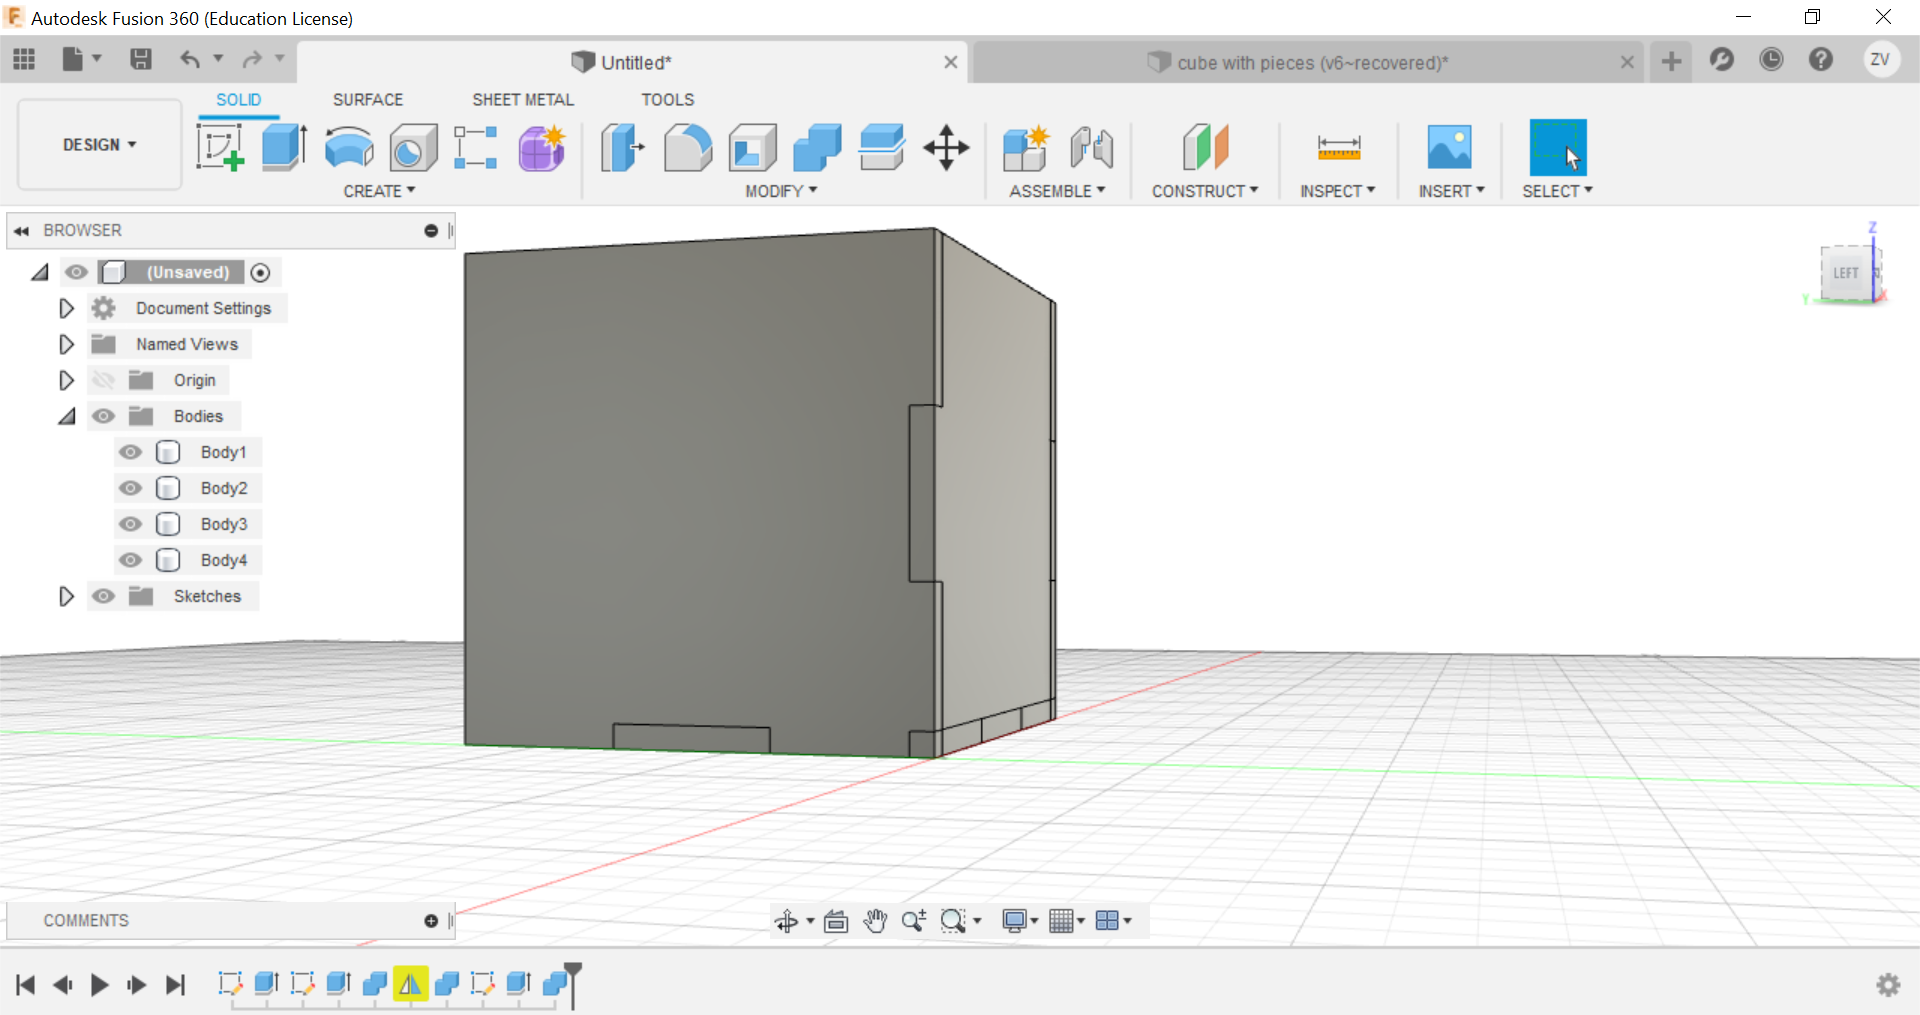 Autodesk Fusion 360 (Education License)
Untitled*
cube with pieces (v6~recovered)*
ZV
DESIGN
SOLID
SURFACE
SHEET METAL
TOOLS
CREATE
MODIFY
ASSEMBLE
CONSTRUCT
INSPECT
INSERT
SELECT
BROWSER
(Unsaved)
Document Settings
Named Views
Origin
Bodies
Body1
Body2
Body3
Body4
Sketches
Z
LEFT
Y
X
COMMENTS